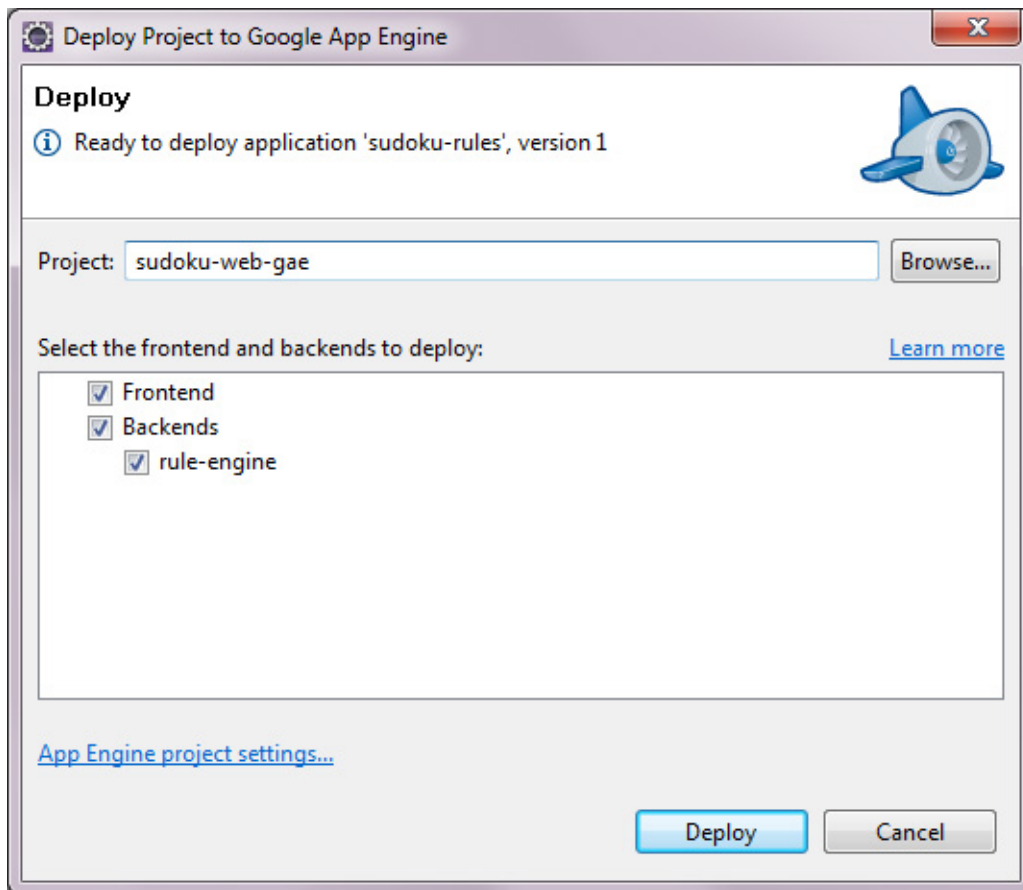 Deploy Project to Google App Engine
Deploy
Ready to deploy application 'sudoku-rules', version 1
Project: sudoku-web-gae Browse...
Select the frontend and backends to deploy: Learn more
Frontend
Backends
rule-engine
App Engine project settings...
Deploy Cancel